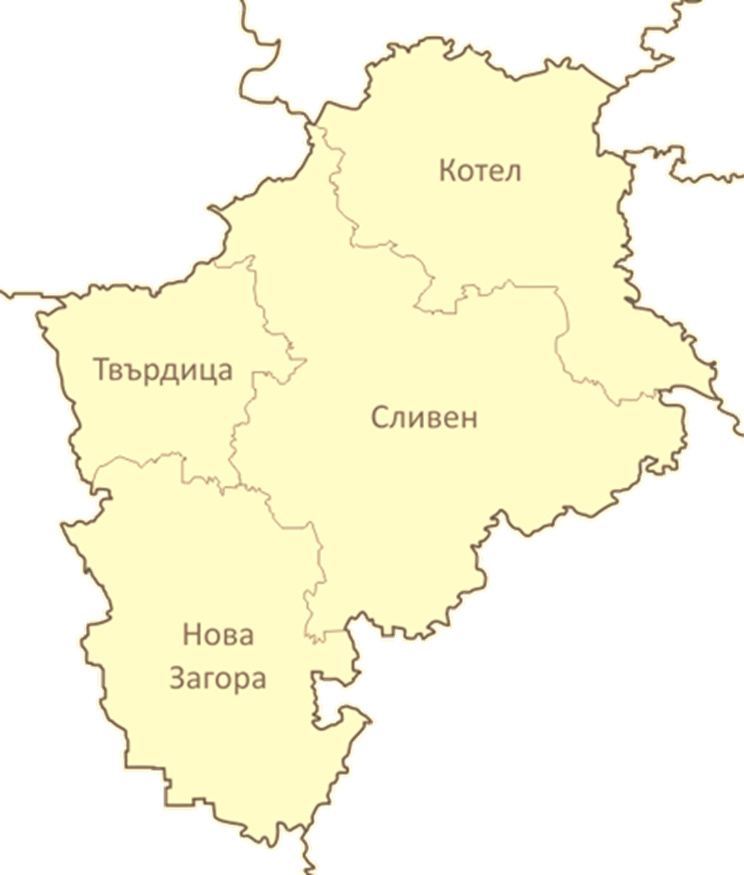 Котел
Твърдица
Сливен
Нова
Загора